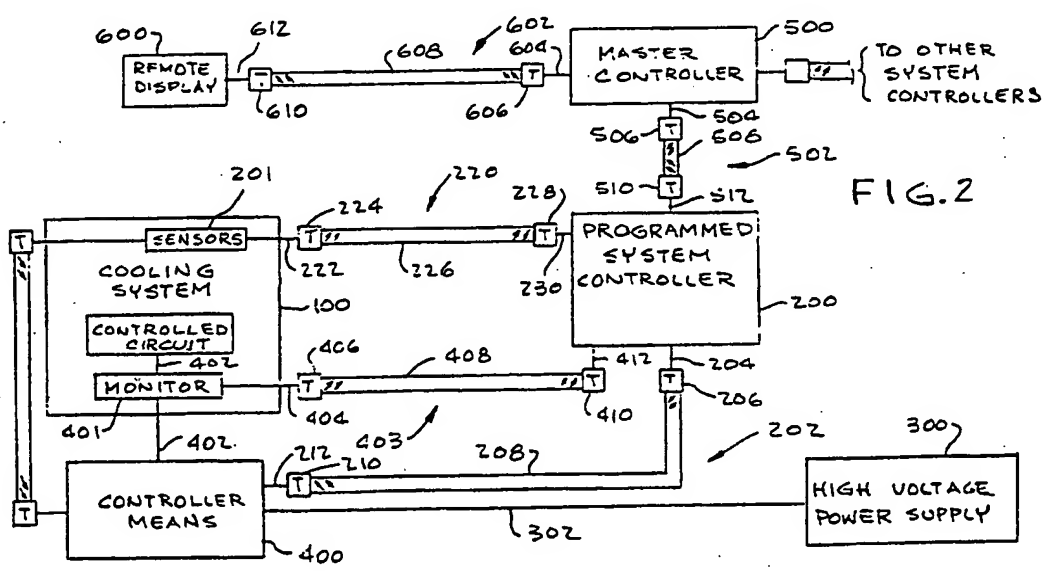 600
612
REMOTE
DISPLAY
T
610
608
602
604
T
606
500
MASTER
CONTROLLER
TO OTHER
SYSTEM
CONTROLLERS
504
506
T
508
502
510
T
512
FIG.2
201
220
224
228
T
SENSORS
T
T
222
226
230
PROGRAMMED
SYSTEM
CONTROLLER
200
COOLING
SYSTEM
100
CONTROLLED
CIRCUIT
402
406
408
412
204
MONITOR
T
T
T
206
401
404
410
402
403
202
300
212
210
208
T
T
CONTROLLER
MEANS
400
302
HIGH VOLTAGE
POWER SUPPLY